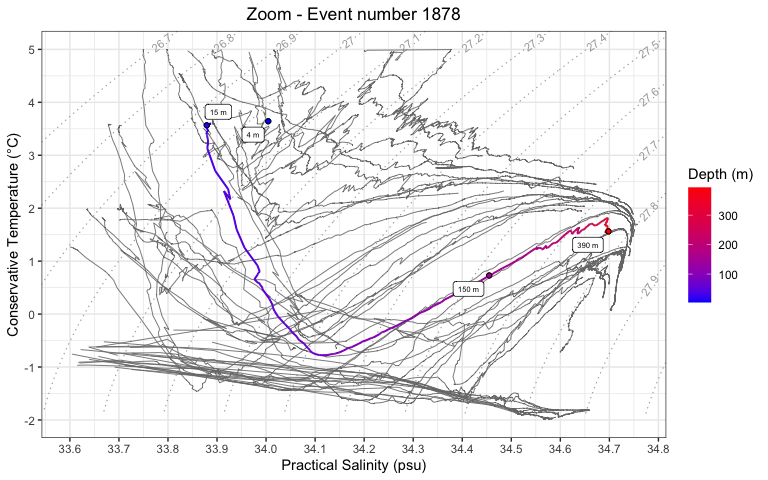 Zoom - Event number 1878
26.7
26.8
26.9
27
27.1
27.2
27.3
27.4
27.5
27.6
27.7
27.8
27.9
5
4
3
2
1
0
-1
-2
15 m
4 m
390 m
150 m
33.6 33.7 33.8 33.9 34.0 34.1 34.2 34.3 34.4 34.5 34.6 34.7 34.8
Practical Salinity (psu)
Conservative Temperature (°C)
Depth (m)
300
200
100